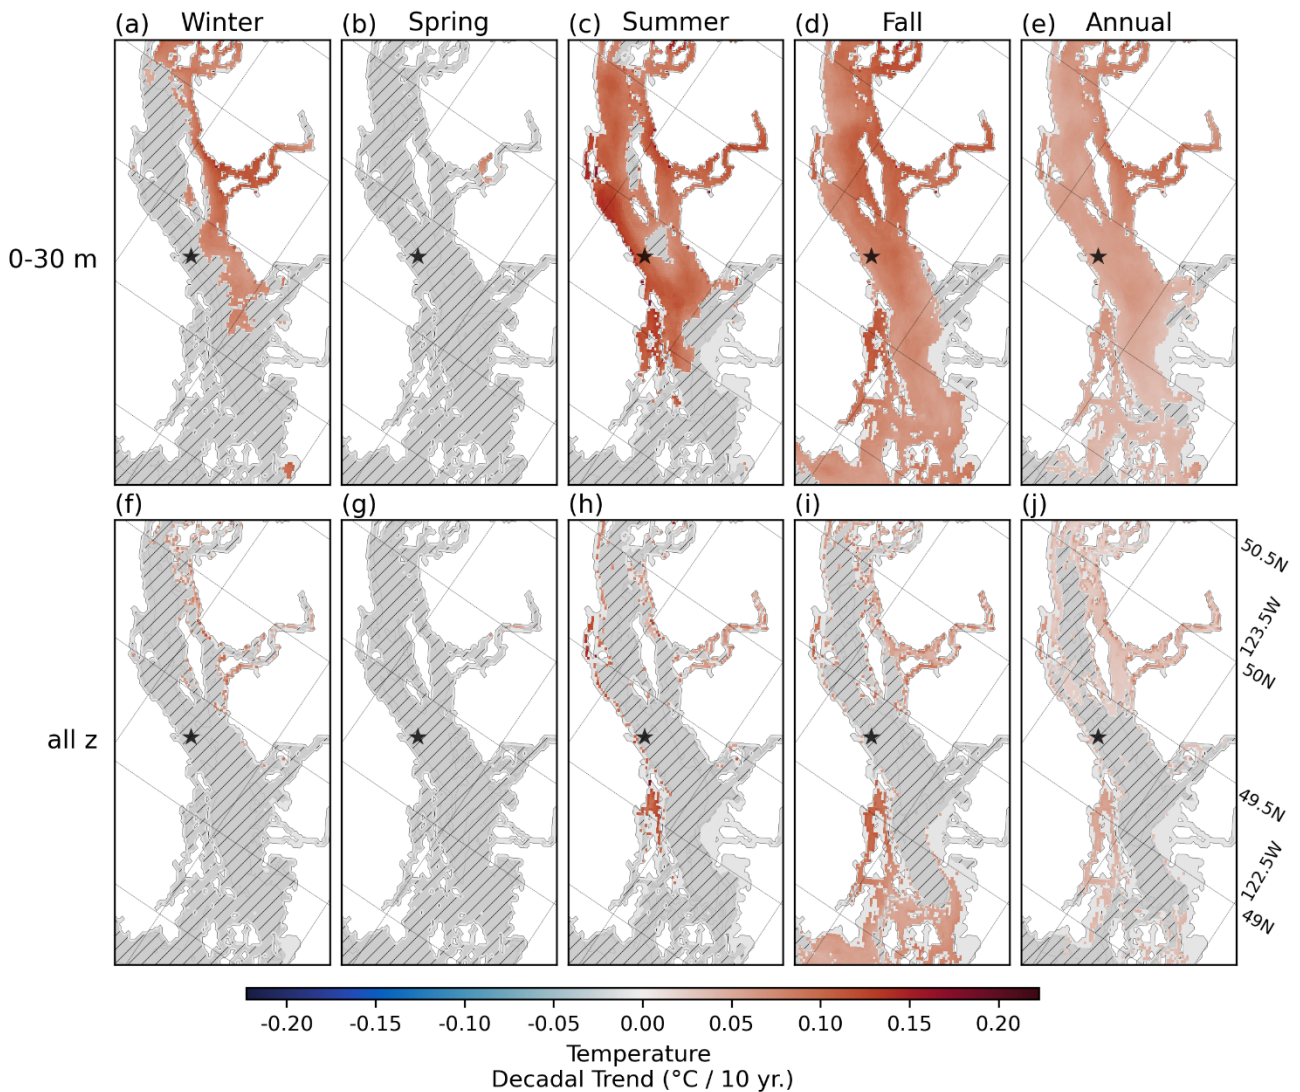 (a) Winter
(b) Spring
(c) Summer
(d) Fall
(e) Annual
0-30 m
(f)
(g)
(h)
(i)
(j)
all z
50.5N
123.5W
50N
49.5N
122.5W
49N
-0.20 -0.15 -0.10 -0.05 0.00 0.05 0.10 0.15 0.20
Temperature
Decadal Trend (°C / 10 yr.)